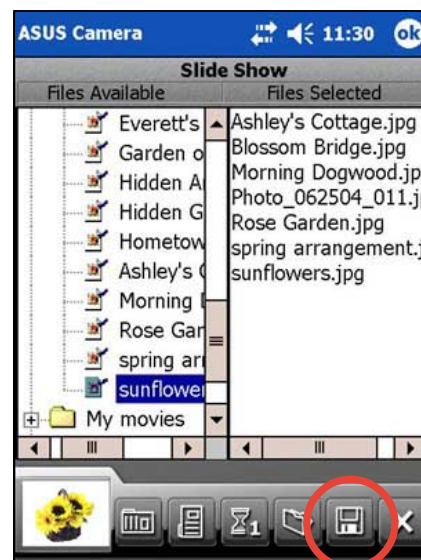 ASUS Camera 11:30 ok
Slide Show
Files Available Files Selected
Everett's
Garden o
Hidden A
Hidden G
Hometow
Ashley's
Morning
Rose Gar
spring ar
sunflower
My movies
Ashley's Cottage.jpg
Blossom Bridge.jpg
Morning Dogwood.jp
Photo_062504_011.j
Rose Garden.jpg
spring arrangement.j
sunflowers.jpg
1